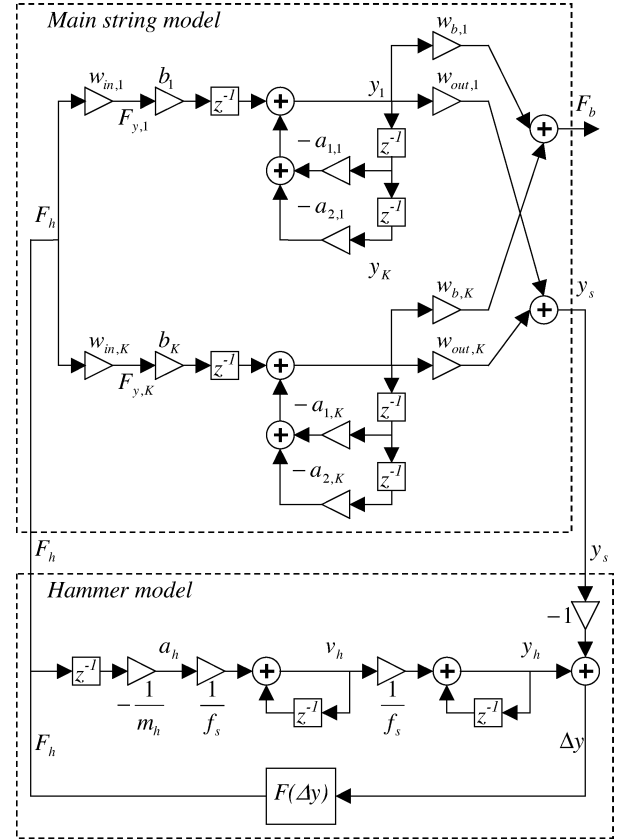 Main string model
w_{b,1}
w_{in,1} b_1 y_1 w_{out,1} F_b
z^{-1} + +
F_{y,1} z^{-1}
-a_{1,1}
+
z^{-1}
-a_{2,1}
F_h
y_K
w_{b,K} y_s
+
w_{in,K} b_K w_{out,K}
z^{-1} +
F_{y,K} z^{-1}
-a_{1,K}
+
z^{-1}
-a_{2,K}
F_h y_s
Hammer model
-1
a_h v_h y_h
z^{-1} + + +
-\frac{1}{m_h} \frac{1}{f_s} z^{-1} \frac{1}{f_s} z^{-1}
F_h Δy
F(Δy)